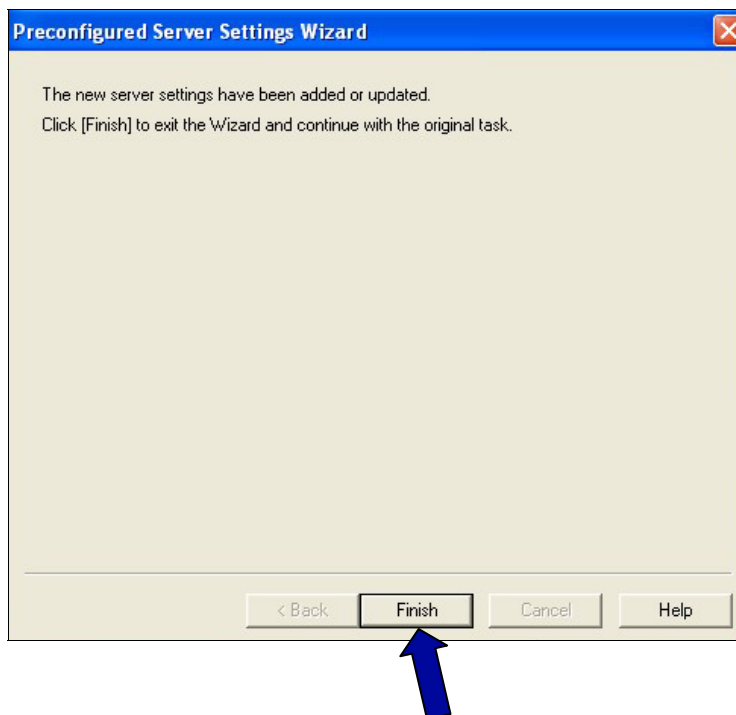 Preconfigured Server Settings Wizard
The new server settings have been added or updated.
Click [Finish] to exit the Wizard and continue with the original task.
< Back Finish Cancel Help